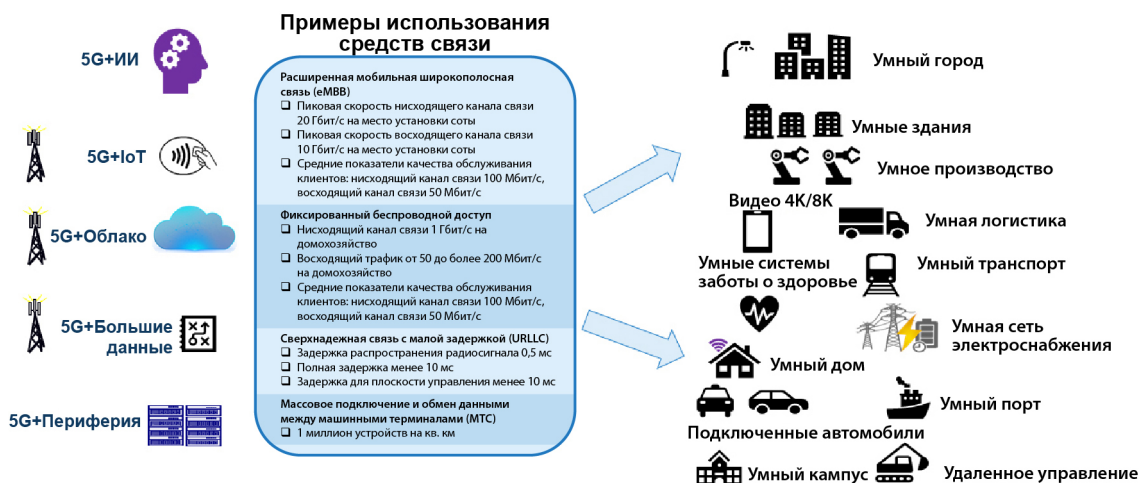 5G+ИИ
5G+IoT
5G+Облако
5G+Большие
данные
5G+Периферия
Примеры использования
средств связи
Расширенная мобильная широкополосная
связь (eMBB)
Пиковая скорость нисходящего канала связи
20 Гбит/с на место установки соты
Пиковая скорость восходящего канала связи
10 Гбит/с на место установки соты
Средние показатели качества обслуживания
клиентов: нисходящий канал связи 100 Мбит/с,
восходящий канал связи 50 Мбит/с
Фиксированный беспроводной доступ
Нисходящий канал связи 1 Гбит/с на
домохозяйство
Восходящий трафик от 50 до более 200 Мбит/с
на домохозяйство
Средние показатели качества обслуживания
клиентов: нисходящий канал связи 100 Мбит/с,
восходящий канал связи 50 Мбит/с
Сверхнадежная связь с малой задержкой (URLLC)
Задержка распространения радиосигнала 0,5 мс
Полная задержка менее 10 мс
Задержка для плоскости управления менее 10 мс
Массовое подключение и обмен данными
между машинными терминалами (МТС)
1 миллион устройств на кв. км
Умный город
Умные здания
Умное производство
Видео 4K/8K
Умная логистика
Умные системы
заботы о здоровье
Умный транспорт
Умная сеть
электроснабжения
Умный дом
Умный порт
Подключенные автомобили
Умный кампус
Удаленное управление